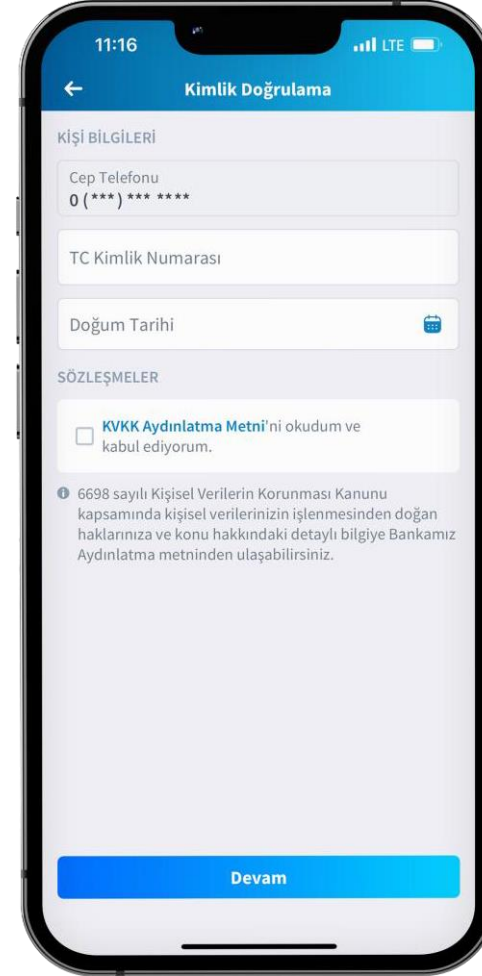 11:16
LTE
Kimlik Doğrulama
KİŞİ BİLGİLERİ
Cep Telefonu
0 (***) *** ****
TC Kimlik Numarası
Doğum Tarihi
SÖZLEŞMELER
KVKK Aydınlatma Metni'ni okudum ve
kabul ediyorum.
6698 sayılı Kişisel Verilerin Korunması Kanunu
kapsamında kişisel verilerinizin işlenmesinden doğan
haklarınıza ve konu hakkındaki detaylı bilgiye Bankamız
Aydınlatma metninden ulaşabilirsiniz.
Devam